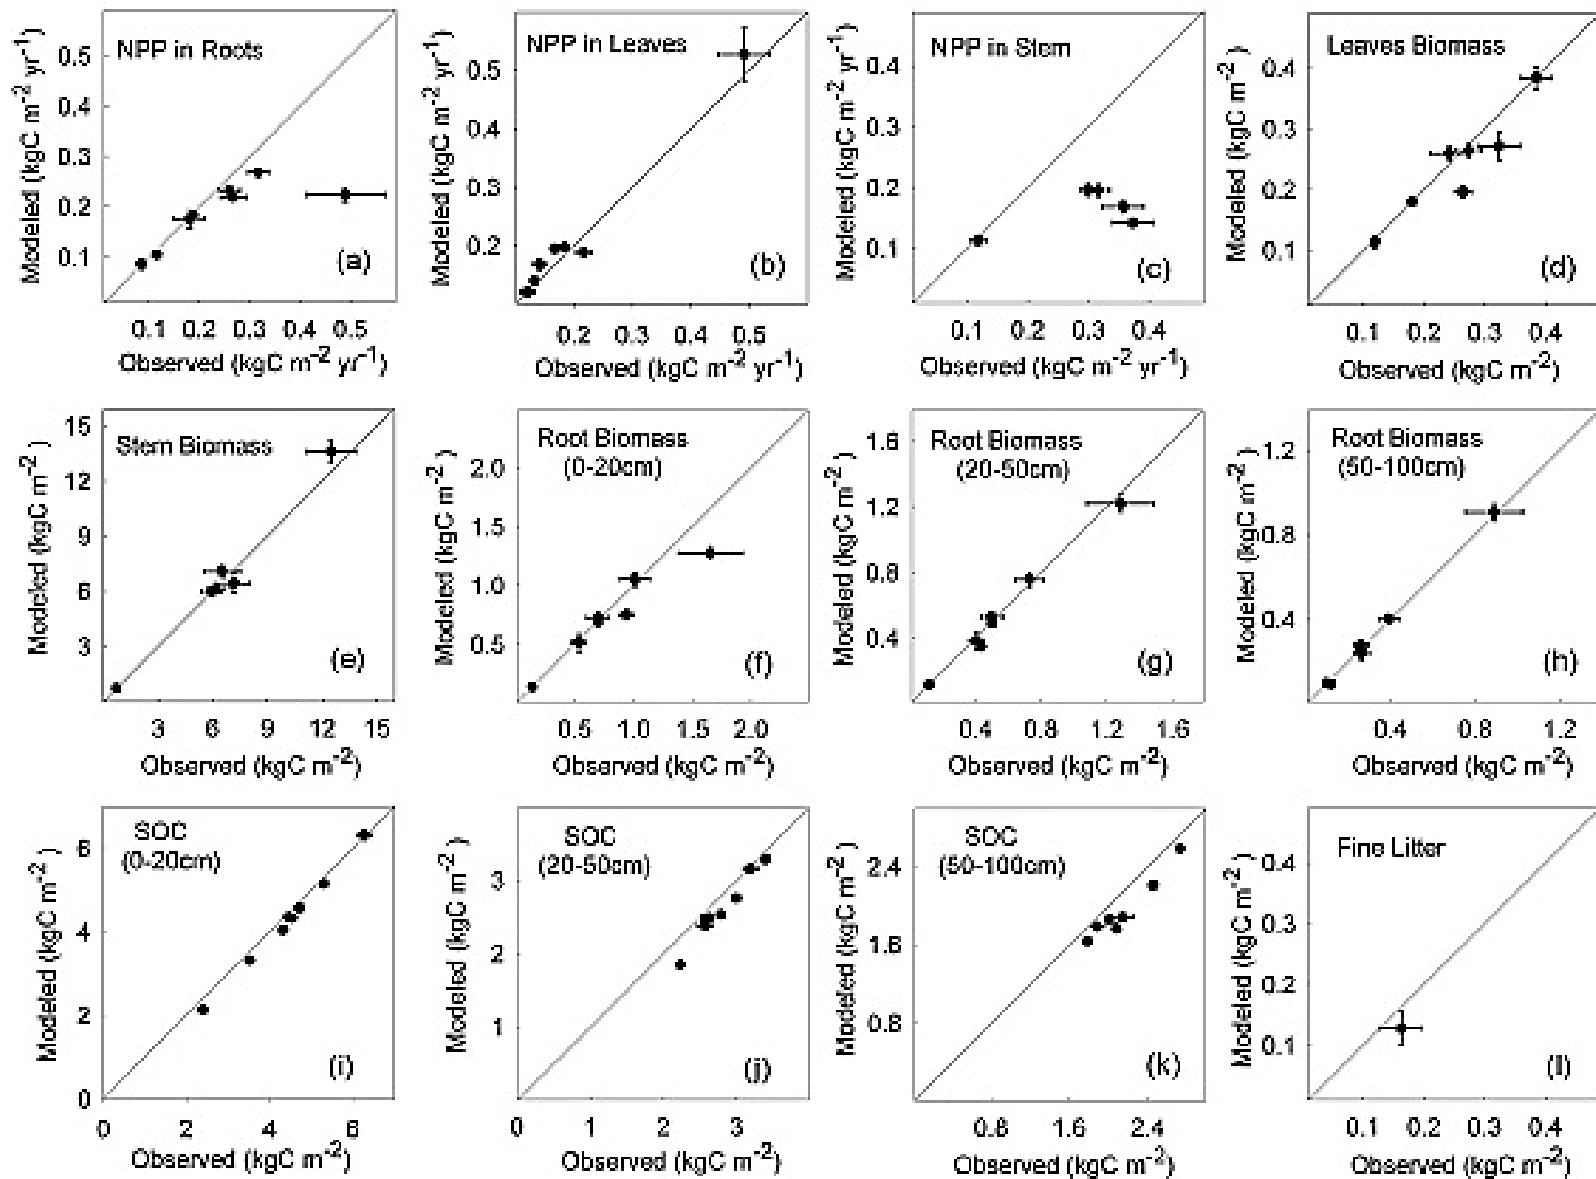 NPP in Roots
Modeled (kgC m-2 yr-1)
0.5
0.4
0.3
0.2
0.1
(a)
0.1 0.2 0.3 0.4 0.5
Observed (kgC m-2 yr-1)
NPP in Leaves
Modeled (kgC m-2 yr-1)
0.5
0.4
0.3
0.2
(b)
0.2 0.3 0.4 0.5
Observed (kgC m-2 yr-1)
NPP in Stem
Modeled (kgC m-2 yr-1)
0.4
0.3
0.2
0.1
(c)
0.1 0.2 0.3 0.4
Observed (kgC m-2 yr-1)
Leaves Biomass
Modeled (kgC m-2)
0.4
0.3
0.2
0.1
(d)
0.1 0.2 0.3 0.4
Observed (kgC m-2)
Stem Biomass
Modeled (kgC m-2)
15
12
9
6
3
(e)
3 6 9 12 15
Observed (kgC m-2)
Root Biomass
(0-20cm)
Modeled (kgC m-2)
2.0
1.5
1.0
0.5
(f)
0.5 1.0 1.5 2.0
Observed (kgC m-2)
Root Biomass
(20-50cm)
Modeled (kgC m-2)
1.6
1.2
0.8
0.4
(g)
0.4 0.8 1.2 1.6
Observed (kgC m-2)
Root Biomass
(50-100cm)
Modeled (kgC m-2)
1.2
0.8
0.4
(h)
0.4 0.8 1.2
Observed (kgC m-2)
SOC
(0-20cm)
Modeled (kgC m-2)
6
4
2
0
(i)
0 2 4 6
Observed (kgC m-2)
SOC
(20-50cm)
Modeled (kgC m-2)
3
2
1
(j)
0 1 2 3
Observed (kgC m-2)
SOC
(50-100cm)
Modeled (kgC m-2)
2.4
1.6
0.8
(k)
0.8 1.6 2.4
Observed (kgC m-2)
Fine Litter
Modeled (kgC m-2)
0.4
0.3
0.2
0.1
(l)
0.1 0.2 0.3 0.4
Observed (kgC m-2)